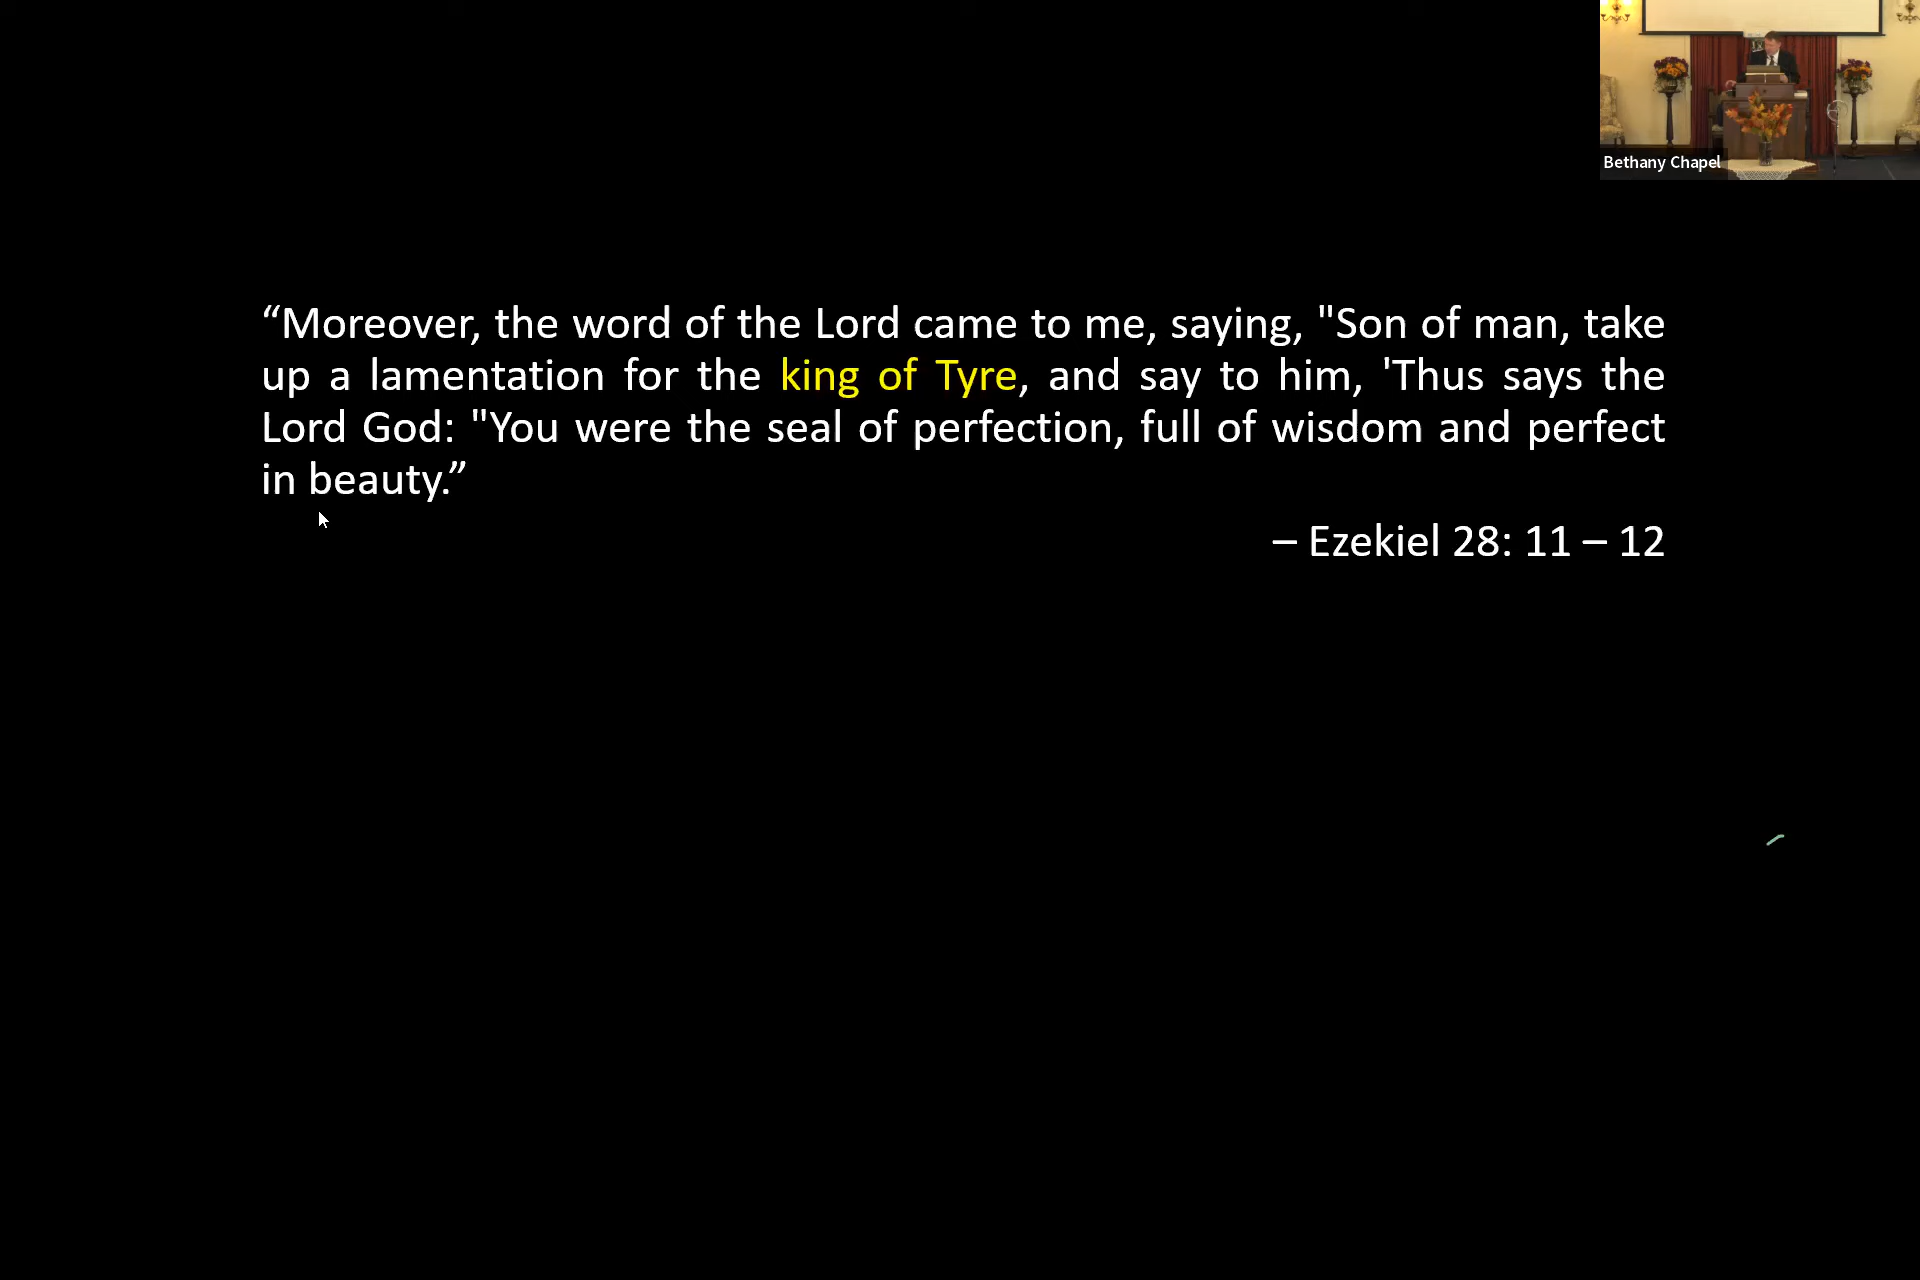 Bethany Chapel
“Moreover, the word of the Lord came to me, saying, "Son of man, take
up a lamentation for the king of Tyre, and say to him, 'Thus says the
Lord God: "You were the seal of perfection, full of wisdom and perfect
in beauty.”
– Ezekiel 28: 11 – 12